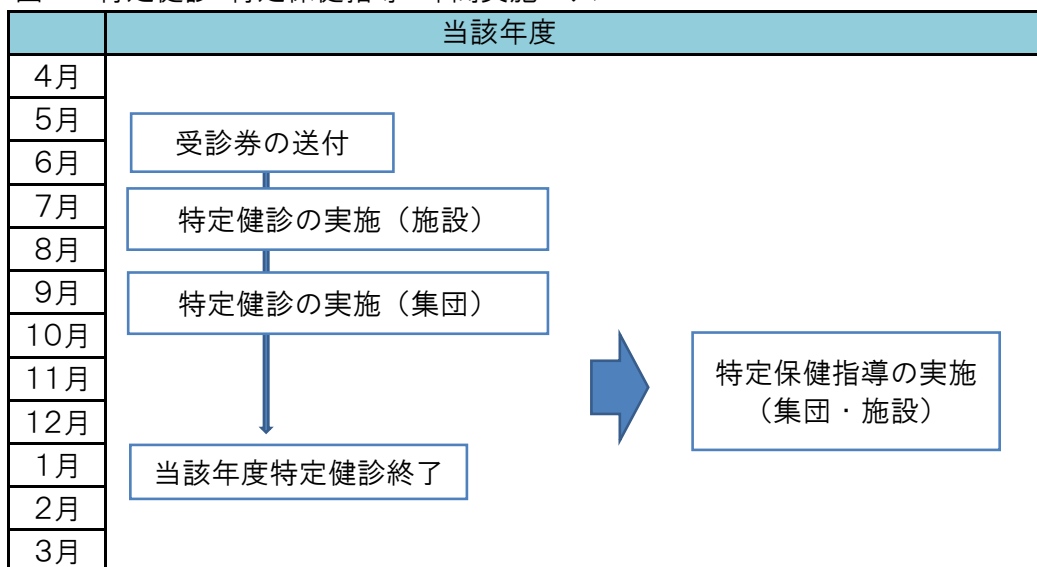 当該年度
4月
5月
6月
7月
8月
9月
10月
11月
12月
1月
2月
3月
受診券の送付
特定健診の実施（施設）
特定健診の実施（集団）
当該年度特定健診終了
特定保健指導の実施
（集団・施設）